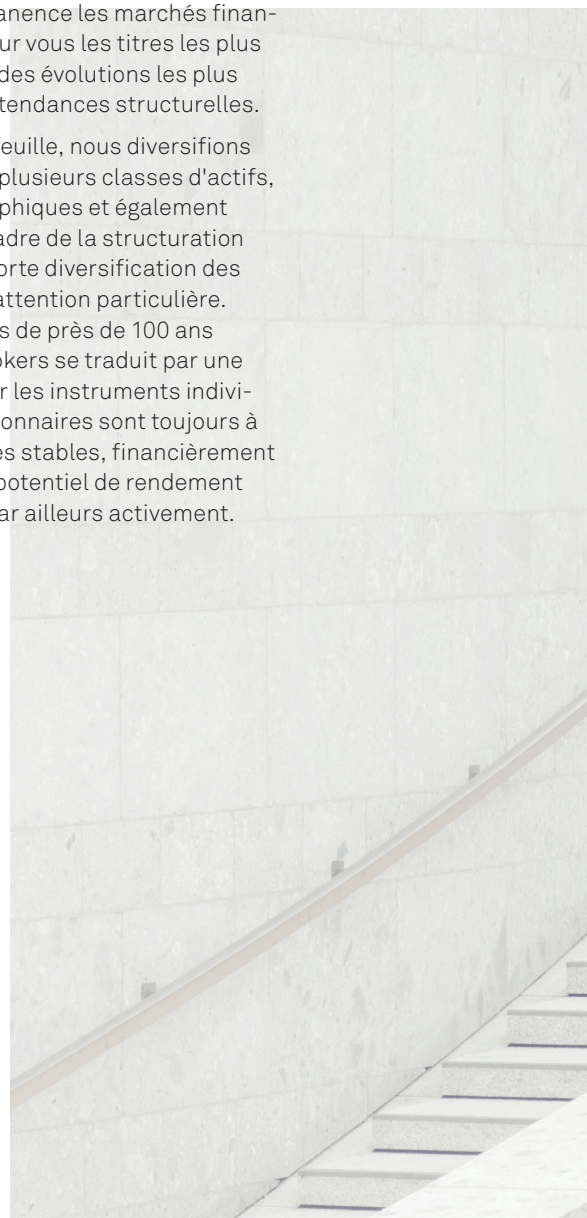 anence les marchés finan-
ur vous les titres les plus
des évolutions les plus
tendances structurelles.
euille, nous diversifions
plusieurs classes d'actifs,
phiques et également
adre de la structuration
orte diversification des
attention particulière.
s de près de 100 ans
okers se traduit par une
r les instruments indivi-
onnaires sont toujours à
es stables, financièrement
potentiel de rendement
ar ailleurs activement.